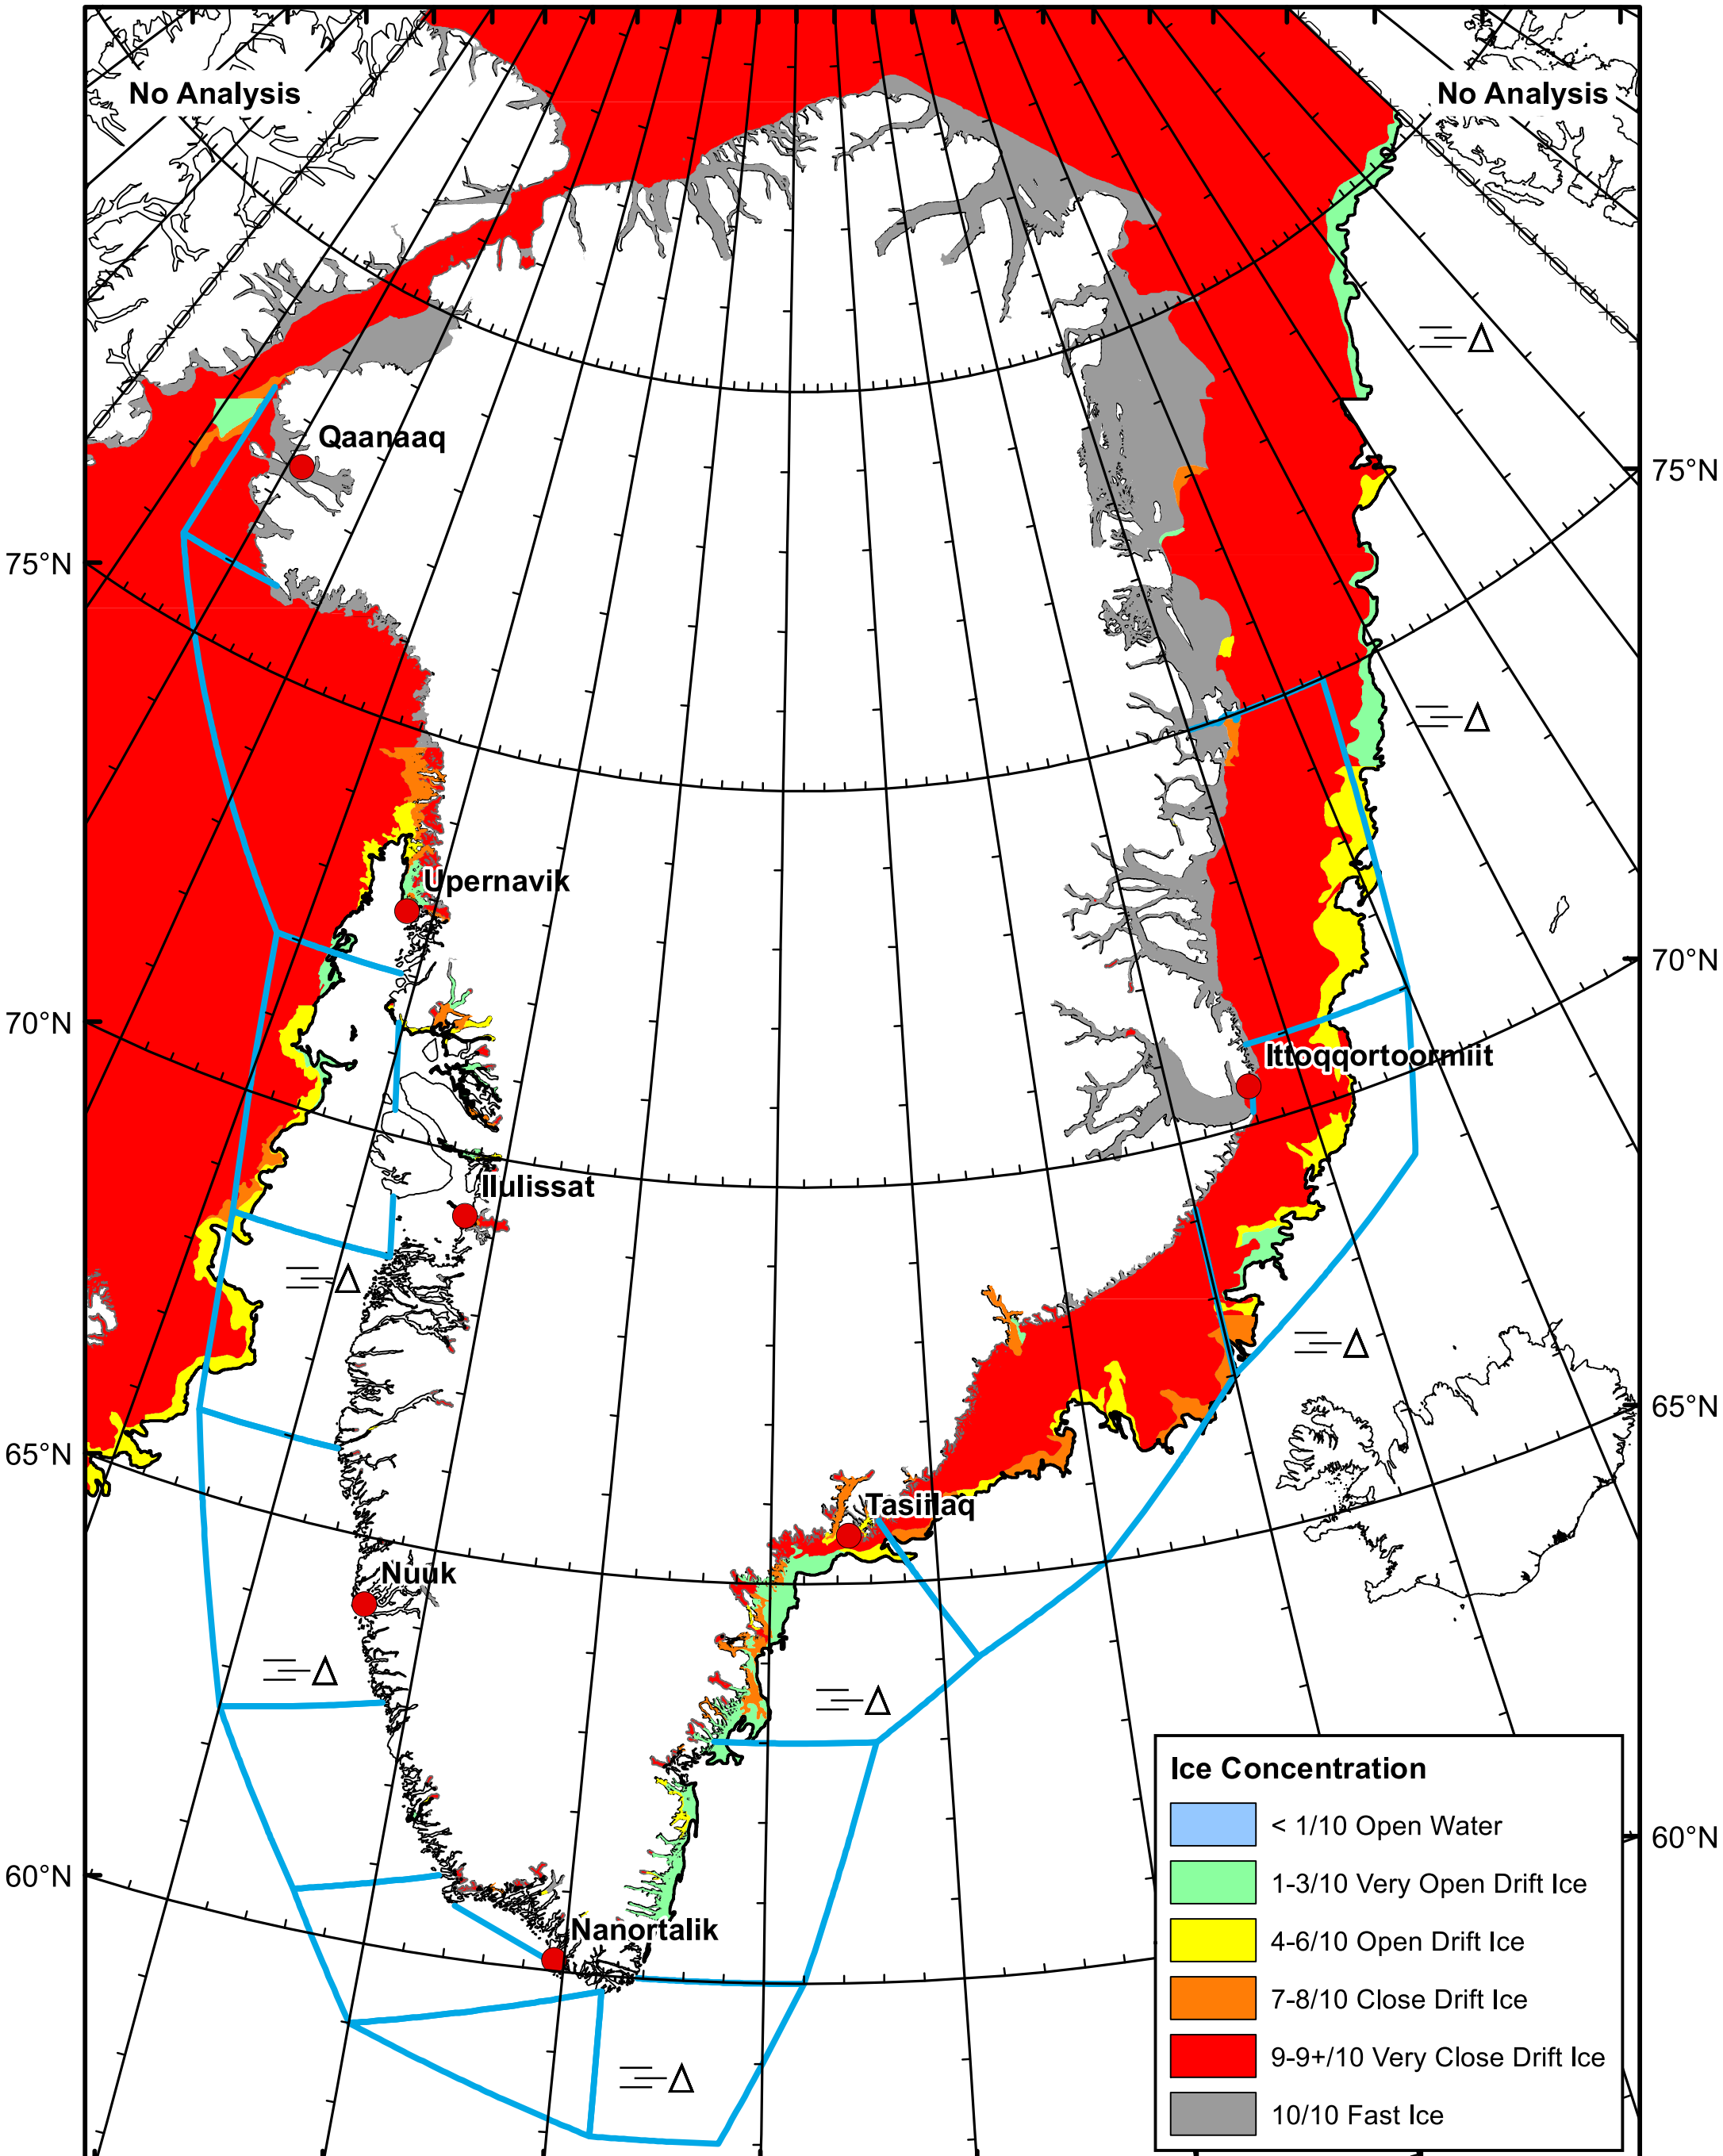 No Analysis
No Analysis
Qaanaaq
75°N
75°N
Upernavik
70°N
70°N
Ittoqqortoormiit
Ilulissat
65°N
65°N
Tasiilaq
Nuuk
60°N
60°N
Nanortalik
Ice Concentration
< 1/10 Open Water
1-3/10 Very Open Drift Ice
4-6/10 Open Drift Ice
7-8/10 Close Drift Ice
9-9+/10 Very Close Drift Ice
10/10 Fast Ice